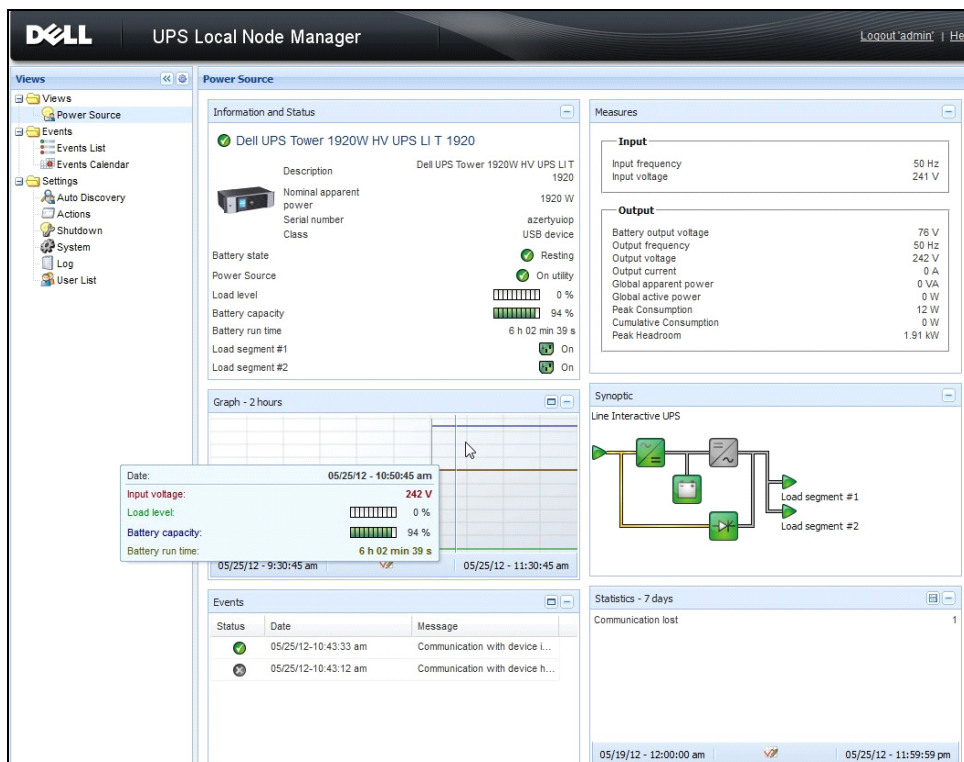 DELL
UPS Local Node Manager
Logout 'admin' | He
Views
Views
Power Source
Events
Events List
Events Calendar
Settings
Auto Discovery
Actions
Shutdown
System
Log
User List
Power Source
Information and Status
Dell UPS Tower 1920W HV UPS LI T 1920
Description Dell UPS Tower 1920W HV UPS LI T
1920
Nominal apparent
power 1920 W
Serial number azertyuiop
Class USB device
Battery state Resting
Power Source On utility
Load level 0 %
Battery capacity 94 %
Battery run time 6 h 02 min 39 s
Load segment #1 On
Load segment #2 On
Measures
Input
Input frequency 50 Hz
Input voltage 241 V
Output
Battery output voltage 76 V
Output frequency 50 Hz
Output voltage 242 V
Output current 0 A
Global apparent power 0 VA
Global active power 0 W
Peak Consumption 12 W
Cumulative Consumption 0 W
Peak Headroom 1.91 kW
Graph - 2 hours
Date: 05/25/12 - 10:50:45 am
Input voltage: 242 V
Load level: 0 %
Battery capacity: 94 %
Battery run time: 6 h 02 min 39 s
05/25/12 - 9:30:45 am 05/25/12 - 11:30:45 am
Synoptic
Line Interactive UPS
Load segment #1
Load segment #2
Events
Status Date Message
05/25/12-10:43:33 am Communication with device i...
05/25/12-10:43:12 am Communication with device h...
Statistics - 7 days
Communication lost 1
05/19/12 - 12:00:00 am 05/25/12 - 11:59:59 pm